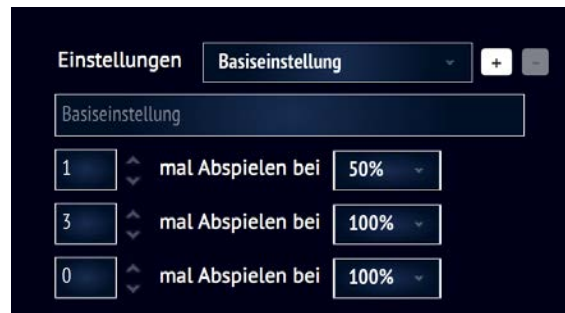 Einstellungen Basiseinstellung + -
Basiseinstellung
1 mal Abspielen bei 50%
3 mal Abspielen bei 100%
0 mal Abspielen bei 100%